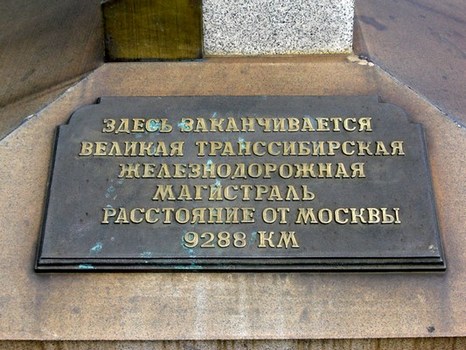 ЗДЕСЬ ЗАКАНЧИВАЕТСЯ
ВЕЛИКАЯ ТРАНССИБИРСКАЯ
ЖЕЛЕЗНОДОРОЖНАЯ
МАГИСТРАЛЬ
РАССТОЯНИЕ ОТ МОСКВЫ
9288 КМ